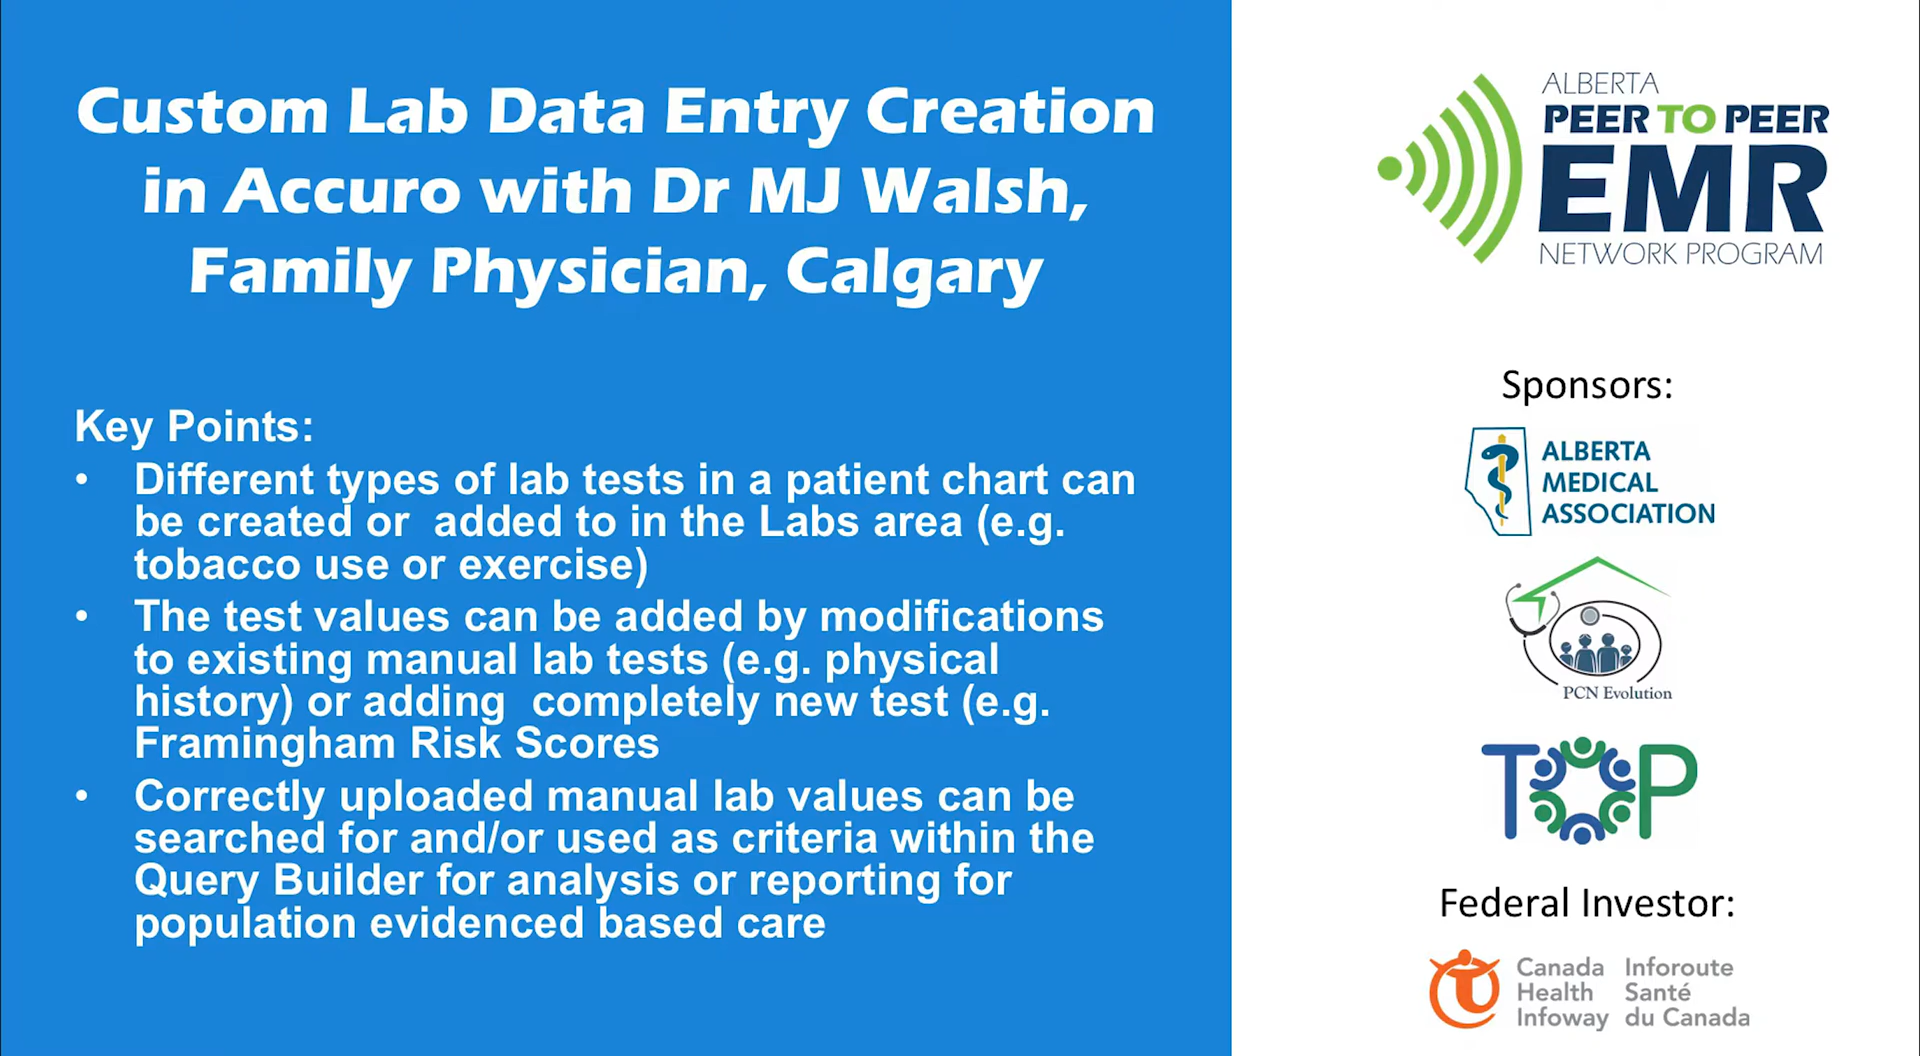 Custom Lab Data Entry Creation
in Accuro with Dr MJ Walsh,
Family Physician, Calgary
Key Points:
• Different types of lab tests in a patient chart can
be created or  added to in the Labs area (e.g.
tobacco use or exercise)
• The test values can be added by modifications
to existing manual lab tests (e.g. physical
history) or adding  completely new test (e.g.
Framingham Risk Scores
• Correctly uploaded manual lab values can be
searched for and/or used as criteria within the
Query Builder for analysis or reporting for
population evidenced based care
ALBERTA
PEER TO PEER
EMR
NETWORK PROGRAM
Sponsors:
ALBERTA
MEDICAL
ASSOCIATION
PCN Evolution
TOP
Federal Investor:
Canada
Health
Infoway
Inforoute
Santé
du Canada